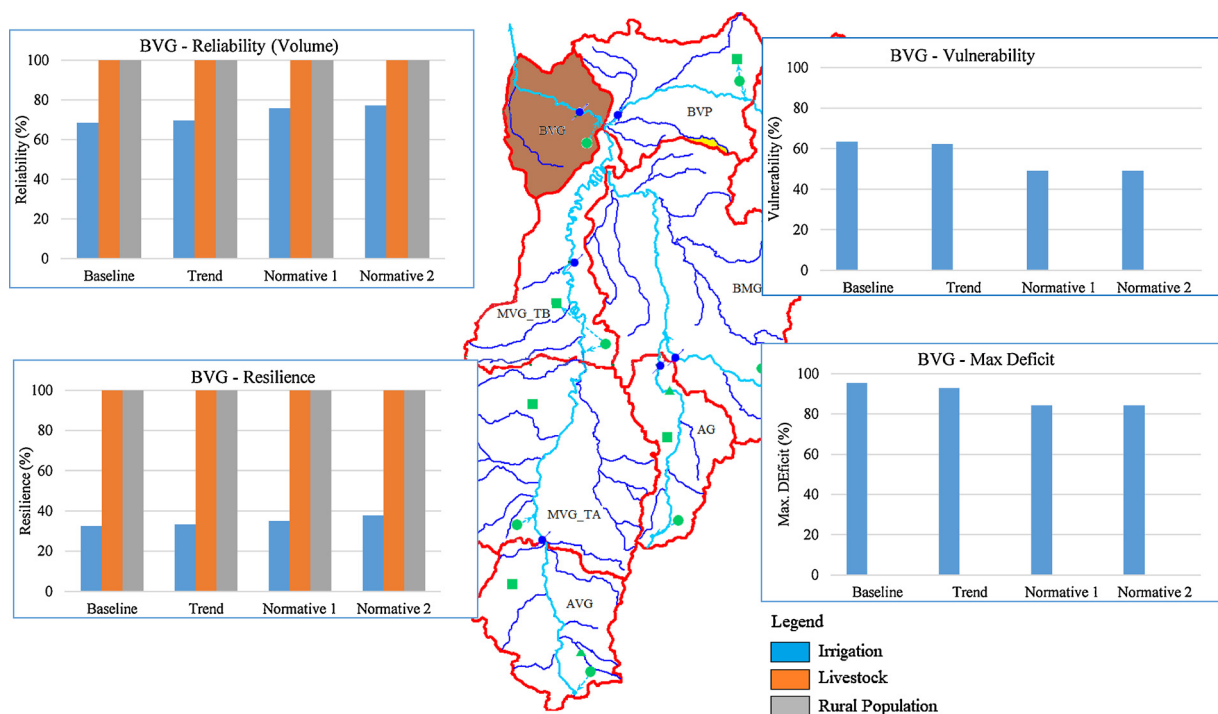 BVG - Reliability (Volume)
Reliability (%)
100
80
60
40
20
0
Baseline Trend Normative 1 Normative 2
BVG - Vulnerability
Vulnerability (%)
100
80
60
40
20
0
Baseline Trend Normative 1 Normative 2
BVG
BVP
BMG
MVG_TB
AG
MVG_TA
AVG
BVG - Resilience
Resilience (%)
100
80
60
40
20
0
Baseline Trend Normative 1 Normative 2
BVG - Max Deficit
Max. DEficit (%)
100
80
60
40
20
0
Baseline Trend Normative 1 Normative 2
Legend
Irrigation
Livestock
Rural Population